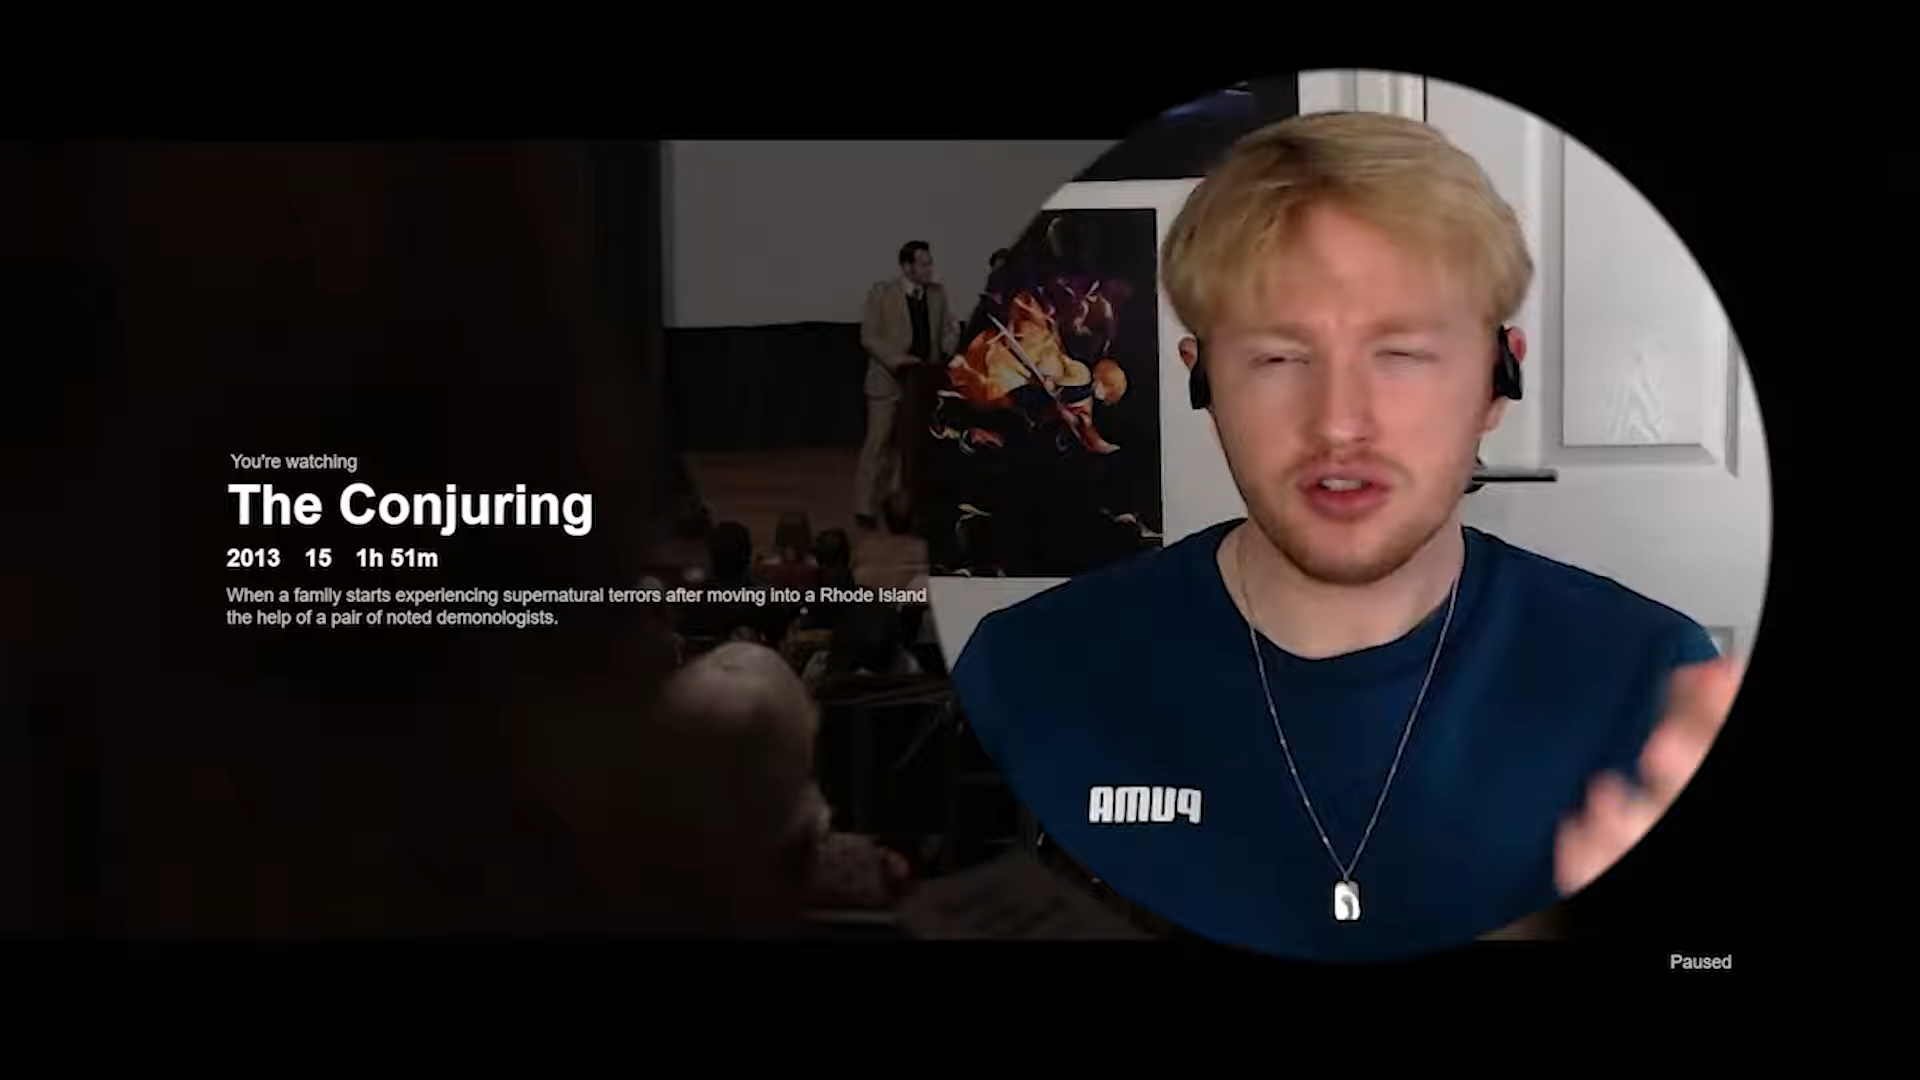 You're watching
The Conjuring
2013 15 1h 51m
When a family starts experiencing supernatural terrors after moving into a Rhode Island
the help of a pair of noted demonologists.
PUMA
Paused